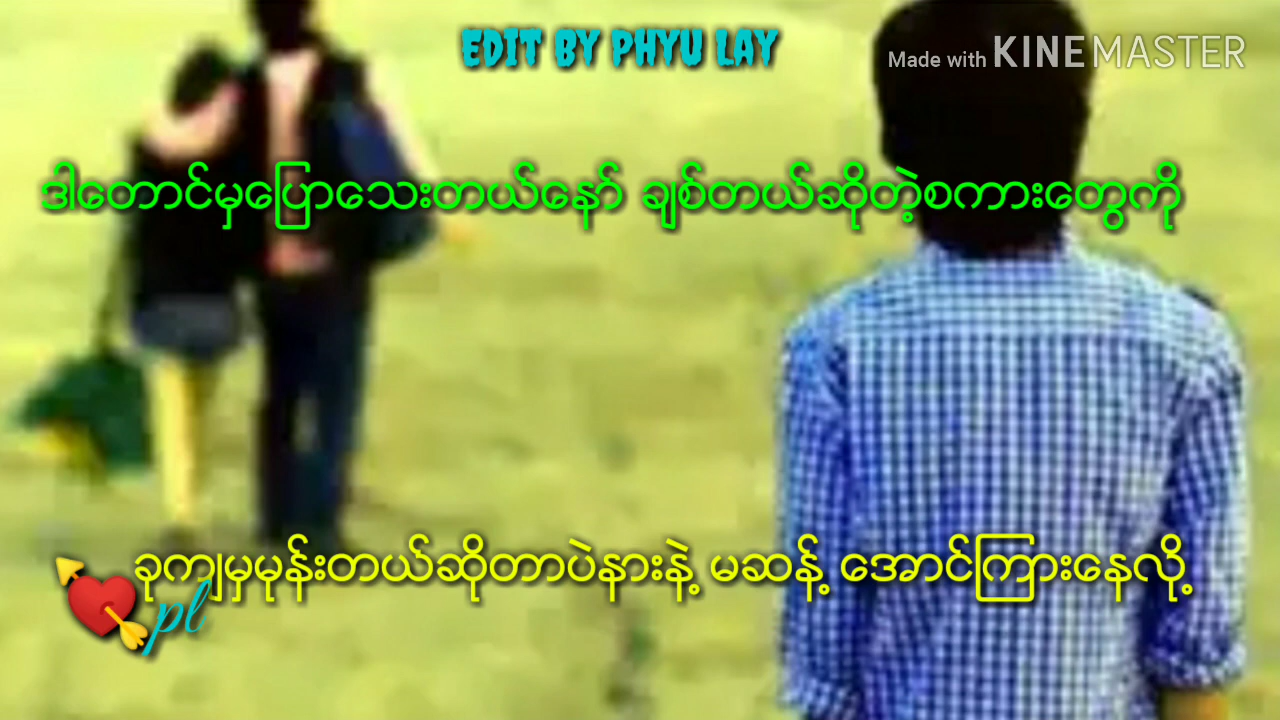 EDIT BY PHYU LAY
Made with KINEMASTER
ဒါတောင်မှပြောသေးတယ်နော် ချစ်တယ်ဆိုတဲ့စကားတွေကို
ခုကျမှမုန်းတယ်ဆိုတာပဲနားနဲ့ မဆန့် အောင်ကြားနေလို့
pl